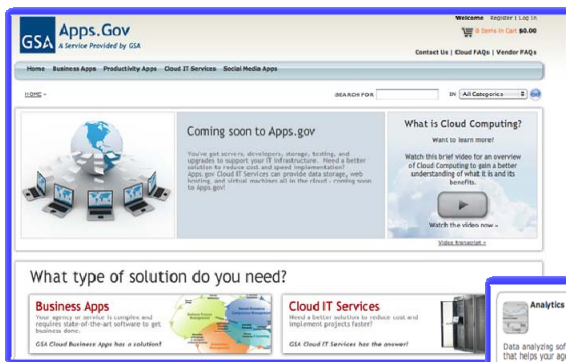 Welcome Register | Log In
GSA
Apps.Gov
A Service Provided by GSA
0 Items in Cart $0.00
Contact Us | Cloud FAQs | Vendor FAQs
Home Business Apps Productivity Apps Cloud IT Services Social Media Apps
HOME
SEARCH FOR IN All Categories
Coming soon to Apps.gov
You've got servers, developers, storage, testing, and
upgrades to support your IT infrastructure. Need a better
solution to reduce cost and speed implementation?
Apps.gov Cloud IT Services can provide data storage, web
hosting, and virtual machines all in the cloud - coming soon
to Apps.gov!
What is Cloud Computing?
Want to learn more?
Watch this brief video for an overview
of Cloud Computing to gain a better
understanding of what it is and its
benefits.
Watch the video now »
Video transcript »
What type of solution do you need?
Business Apps
Your agency or service is complex and
requires state-of-the-art software to get
business done.
GSA Cloud Business Apps has a solution!
Cloud IT Services
Need a better solution to reduce cost and
implement projects faster?
GSA Cloud IT Services has the answer!
Analytics
Data analyzing sof
that helps your age